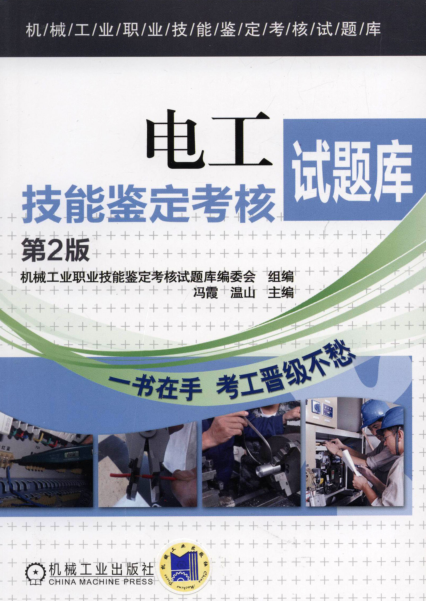 机/械/工/业/职/业/技/能/鉴/定/考/核/试/题/库
电工
技能鉴定考核
试题库
第2版
机械工业职业技能鉴定考核试题库编委会 组编
冯霞 温山 主编
一书在手 考工晋级不愁
机械工业出版社
CHINA MACHINE PRESS